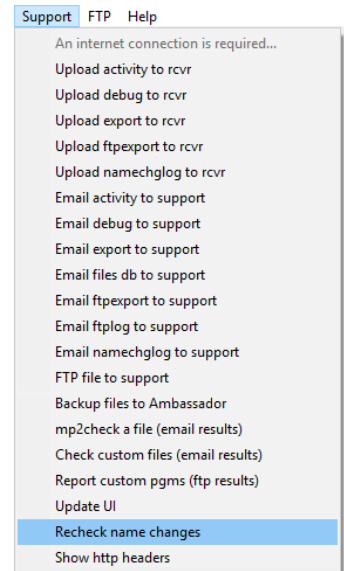 Support FTP Help
An internet connection is required...
Upload activity to rcvr
Upload debug to rcvr
Upload export to rcvr
Upload ftpexport to rcvr
Upload namechglog to rcvr
Email activity to support
Email debug to support
Email export to support
Email files db to support
Email ftpexport to support
Email ftplog to support
Email namechglog to support
FTP file to support
Backup files to Ambassador
mp2check a file (email results)
Check custom files (email results)
Report custom pgms (ftp results)
Update UI
Recheck name changes
Show http headers